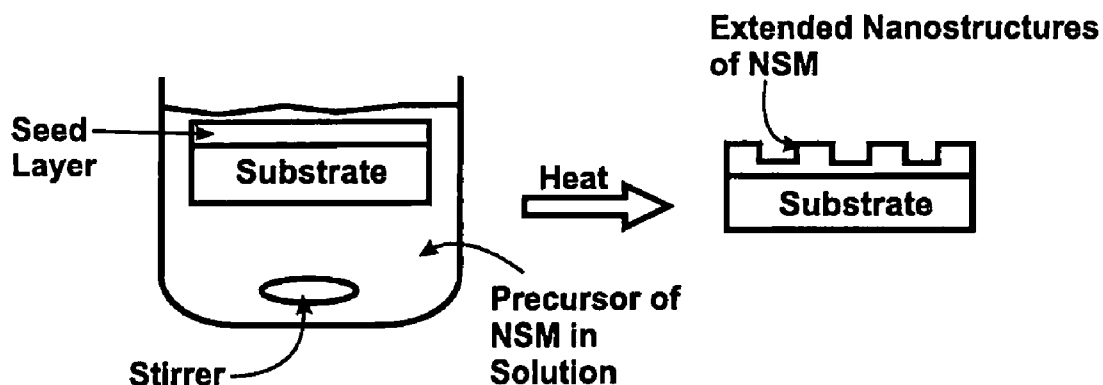 Extended Nanostructures
of NSM
Seed
Layer
Substrate
Heat
Substrate
Precursor of
NSM in
Solution
Stirrer